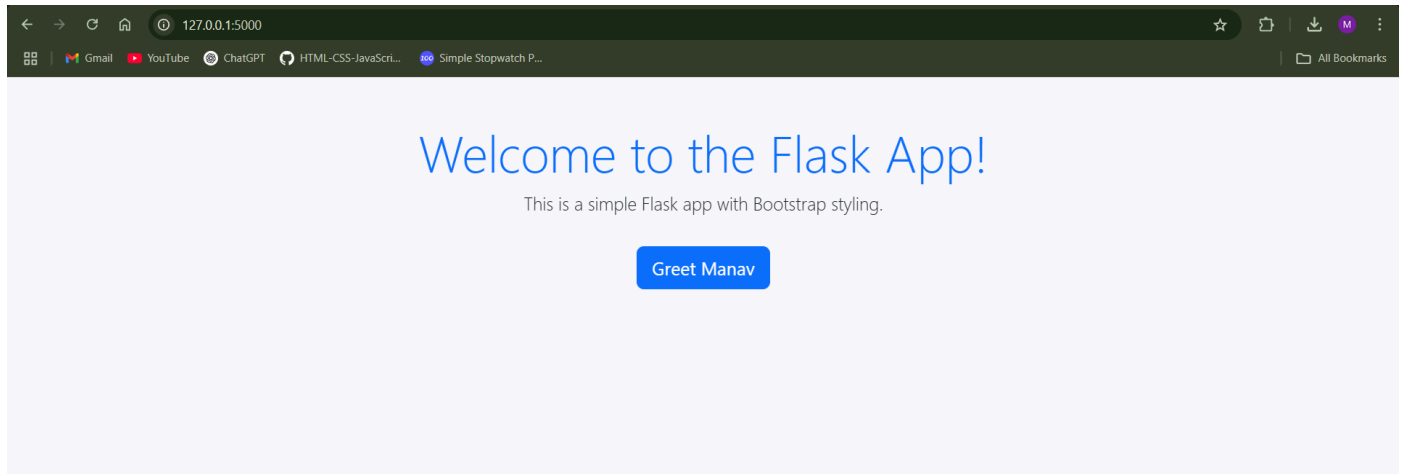 127.0.0.1:5000
M
Gmail YouTube ChatGPT HTML-CSS-JavaScri... 100 Simple Stopwatch P... All Bookmarks
Welcome to the Flask App!
This is a simple Flask app with Bootstrap styling.
Greet Manav